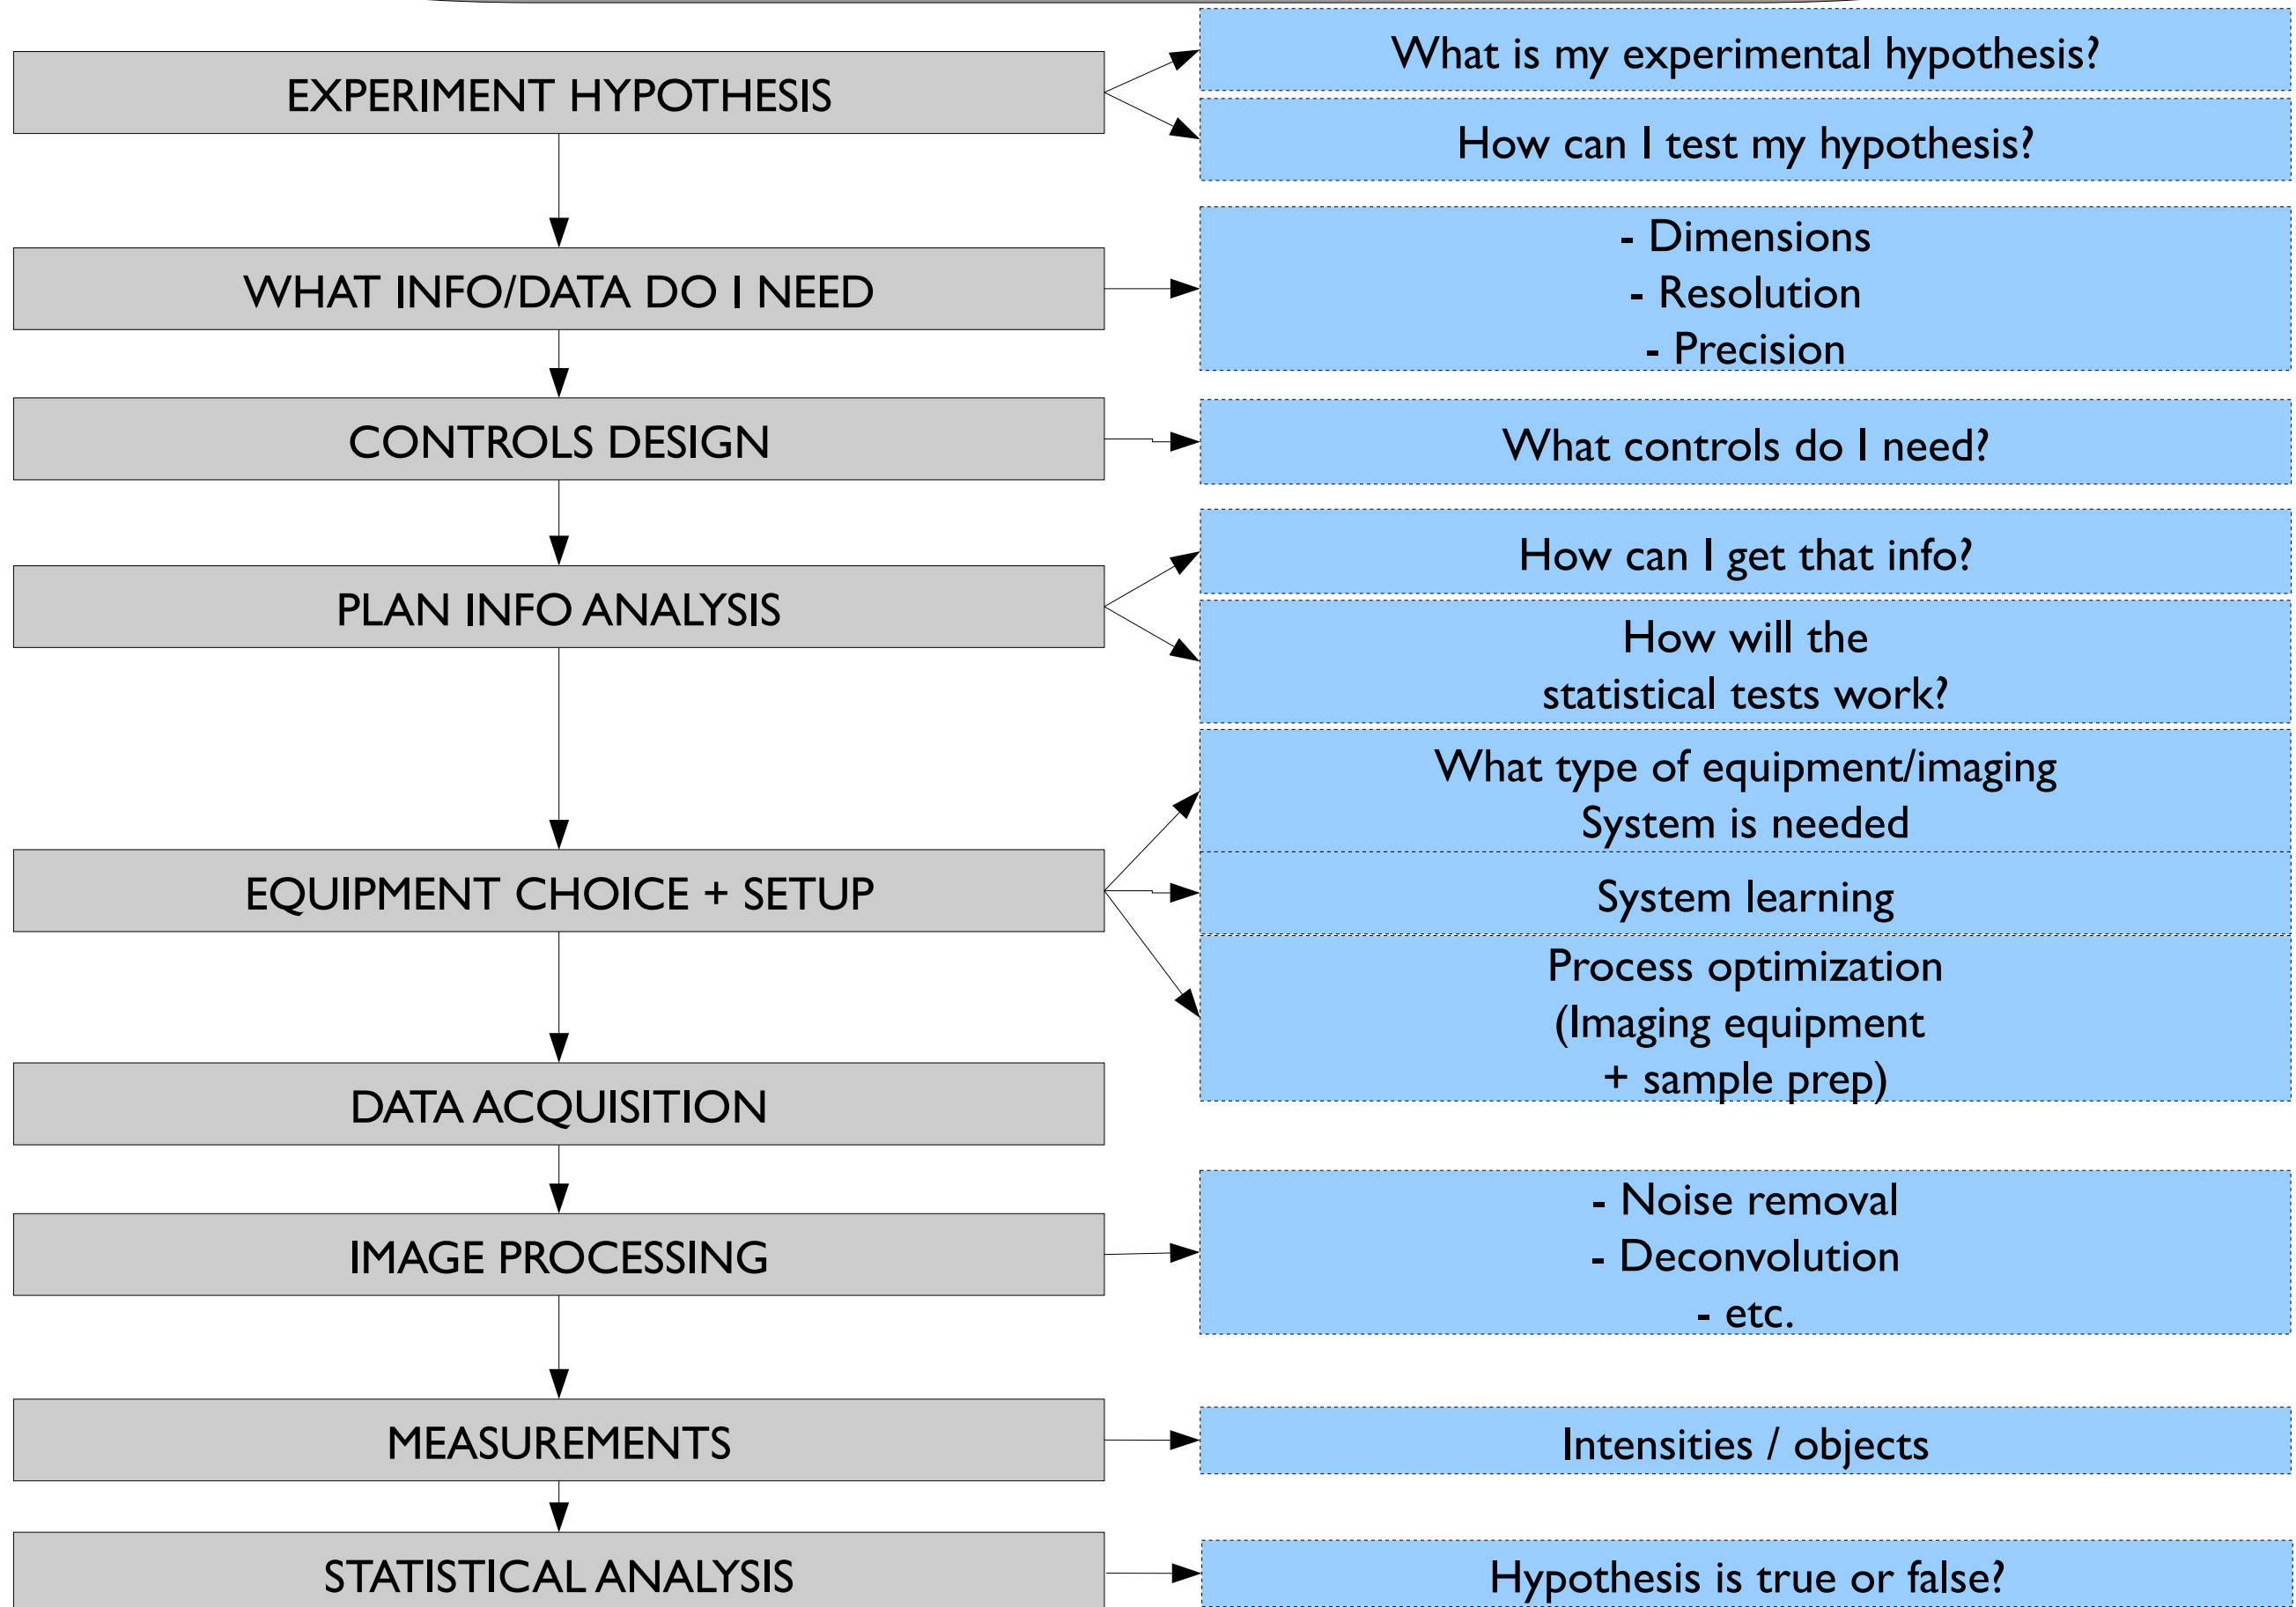 EXPERIMENT HYPOTHESIS
What is my experimental hypothesis?
How can I test my hypothesis?
WHAT INFO/DATA DO I NEED
- Dimensions
- Resolution
- Precision
CONTROLS DESIGN
What controls do I need?
PLAN INFO ANALYSIS
How can I get that info?
How will the
statistical tests work?
EQUIPMENT CHOICE + SETUP
What type of equipment/imaging
System is needed
System learning
Process optimization
(Imaging equipment
+ sample prep)
DATA ACQUISITION
IMAGE PROCESSING
- Noise removal
- Deconvolution
- etc.
MEASUREMENTS
Intensities / objects
STATISTICAL ANALYSIS
Hypothesis is true or false?